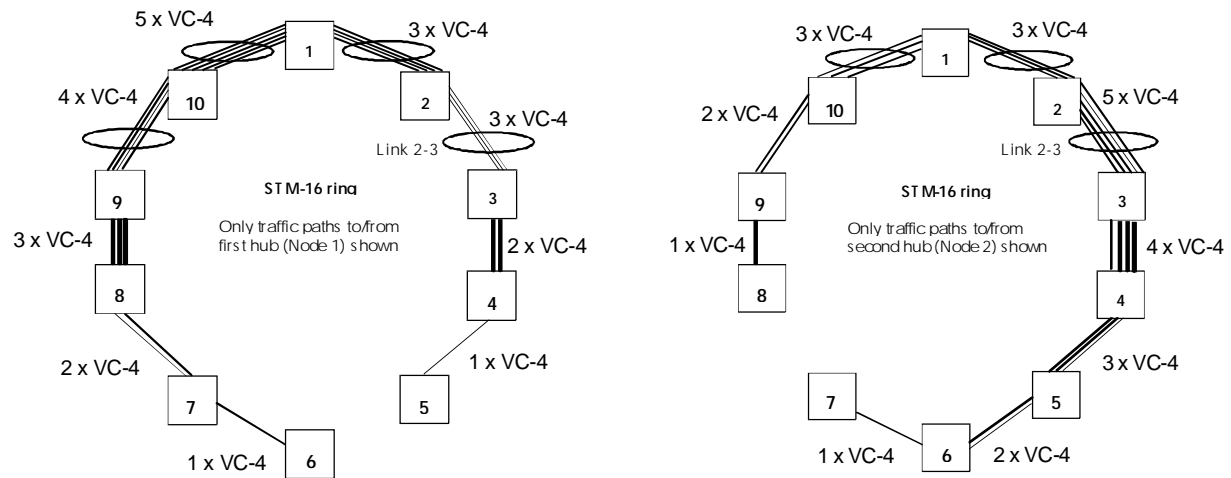 5 x VC-4
1
3 x VC-4
4 x VC-4
10
2
3 x VC-4
Link 2-3
9
STM-16 ring
3
3 x VC-4
Only traffic paths to/from
first hub (Node 1) shown
2 x VC-4
8
4
2 x VC-4
1 x VC-4
7
5
1 x VC-4
6
3 x VC-4
1
3 x VC-4
2 x VC-4
10
2
5 x VC-4
Link 2-3
9
STM-16 ring
3
1 x VC-4
Only traffic paths to/from
second hub (Node 2) shown
4 x VC-4
8
4
3 x VC-4
7
5
1 x VC-4
6
2 x VC-4